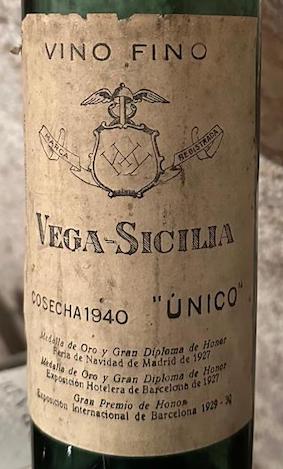 VINO FINO
MARCA REGISTRADA
VEGA-SICILIA
COSECHA 1940 "ÚNICO"
Medalla de Oro y Gran Diploma de Honor
Feria de Navidad de Madrid de 1927
Medalla de Oro y Gran Diploma de Honor
Exposición Hotelera de Barcelona de 1927
Gran Premio de Honor
Exposición Internacional de Barcelona 1929 - 30